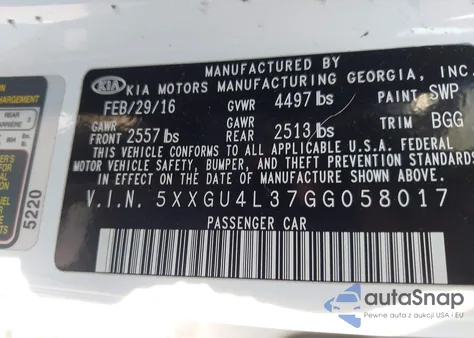 MANUFACTURED BY
KIA KIA MOTORS MANUFACTURING GEORGIA, INC.
FEB/29/16 GVWR 4497 lbs PAINT SWP
GAWR FRONT 2557 lbs GAWR REAR 2513 lbs TRIM BGG
THIS VEHICLE CONFORMS TO ALL APPLICABLE U.S.A. FEDERAL
MOTOR VEHICLE SAFETY, BUMPER, AND THEFT PREVENTION STANDARDS
IN EFFECT ON THE DATE OF MANUFACTURE SHOWN ABOVE.
V.I.N. 5XXGU4L37GG058017
PASSENGER CAR
5220
autoSnap
Pewne auta z aukcji USA i EU